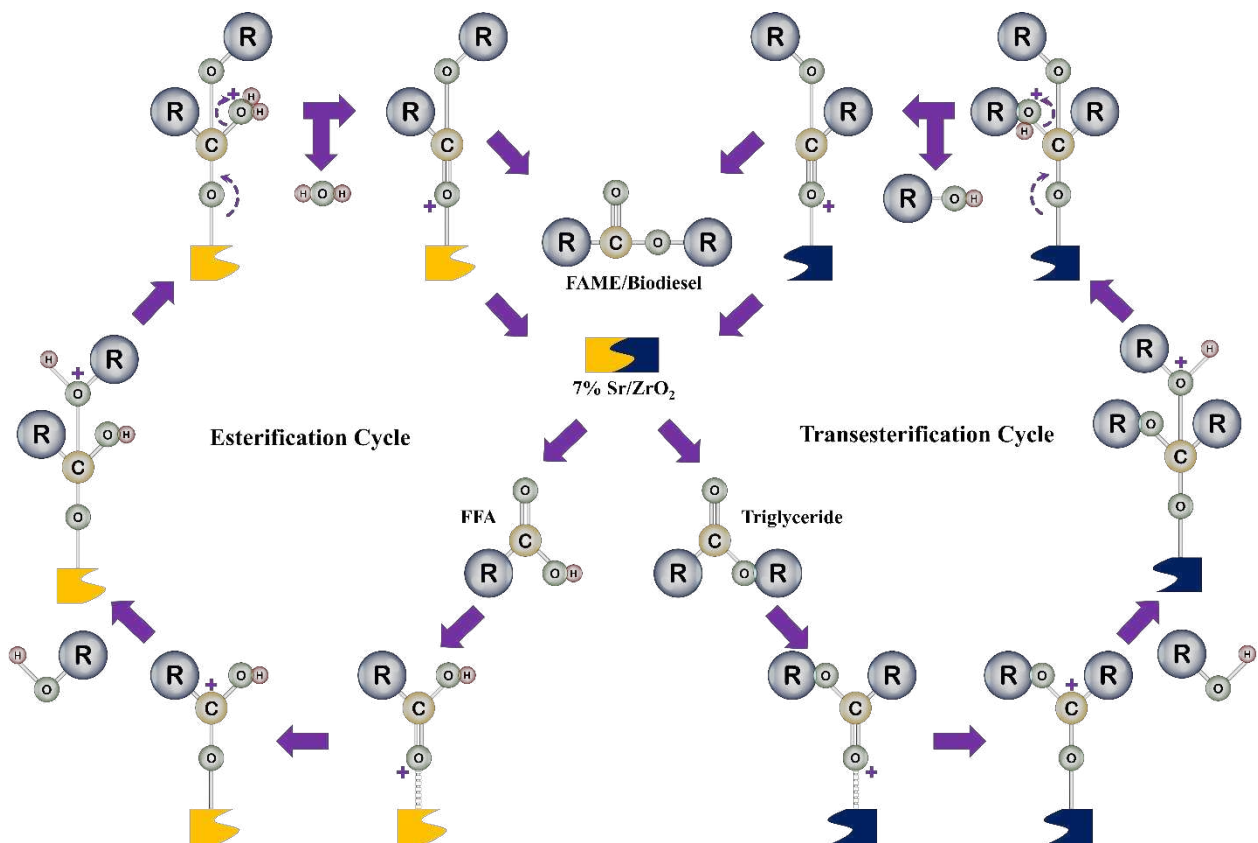 R
R
R
R
O
H
O
O
+
O
+
H
R
R
H
R
O
R
C
C
C
H
C
O
O
O
H
O
H
O
+
R
O
H
O
+
R
C
O
R
FAME/Biodiesel
H
R
R
H
+
+
O
O
7% Sr/ZrO₂
R
O
H
R
O
R
Esterification Cycle
Transesterification Cycle
C
C
O
O
O
O
FFA
Triglyceride
C
C
R
O
H
R
O
R
H
R
R
O
H
R
O
H
R
O
R
R
O
R
R
H
+
+
O
C
C
C
C
O
O
O
O
O
+
+